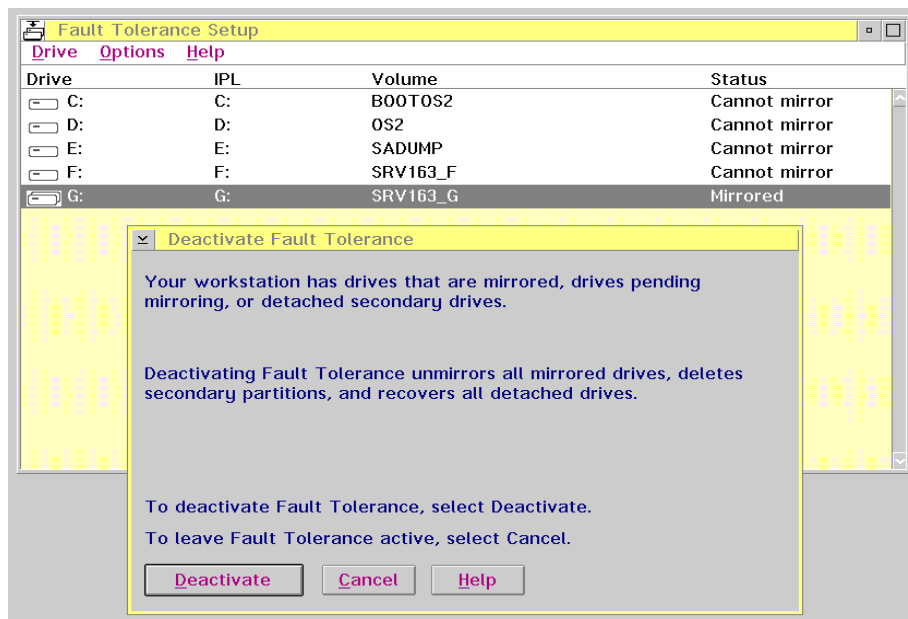 Fault Tolerance Setup
Drive Options Help
Drive IPL Volume Status
C: C: BOOTOS2 Cannot mirror
D: D: OS2 Cannot mirror
E: E: SADUMP Cannot mirror
F: F: SRV163_F Cannot mirror
G: G: SRV163_G Mirrored
Deactivate Fault Tolerance
Your workstation has drives that are mirrored, drives pending
mirroring, or detached secondary drives.
Deactivating Fault Tolerance unmirrors all mirrored drives, deletes
secondary partitions, and recovers all detached drives.
To deactivate Fault Tolerance, select Deactivate.
To leave Fault Tolerance active, select Cancel.
Deactivate Cancel Help